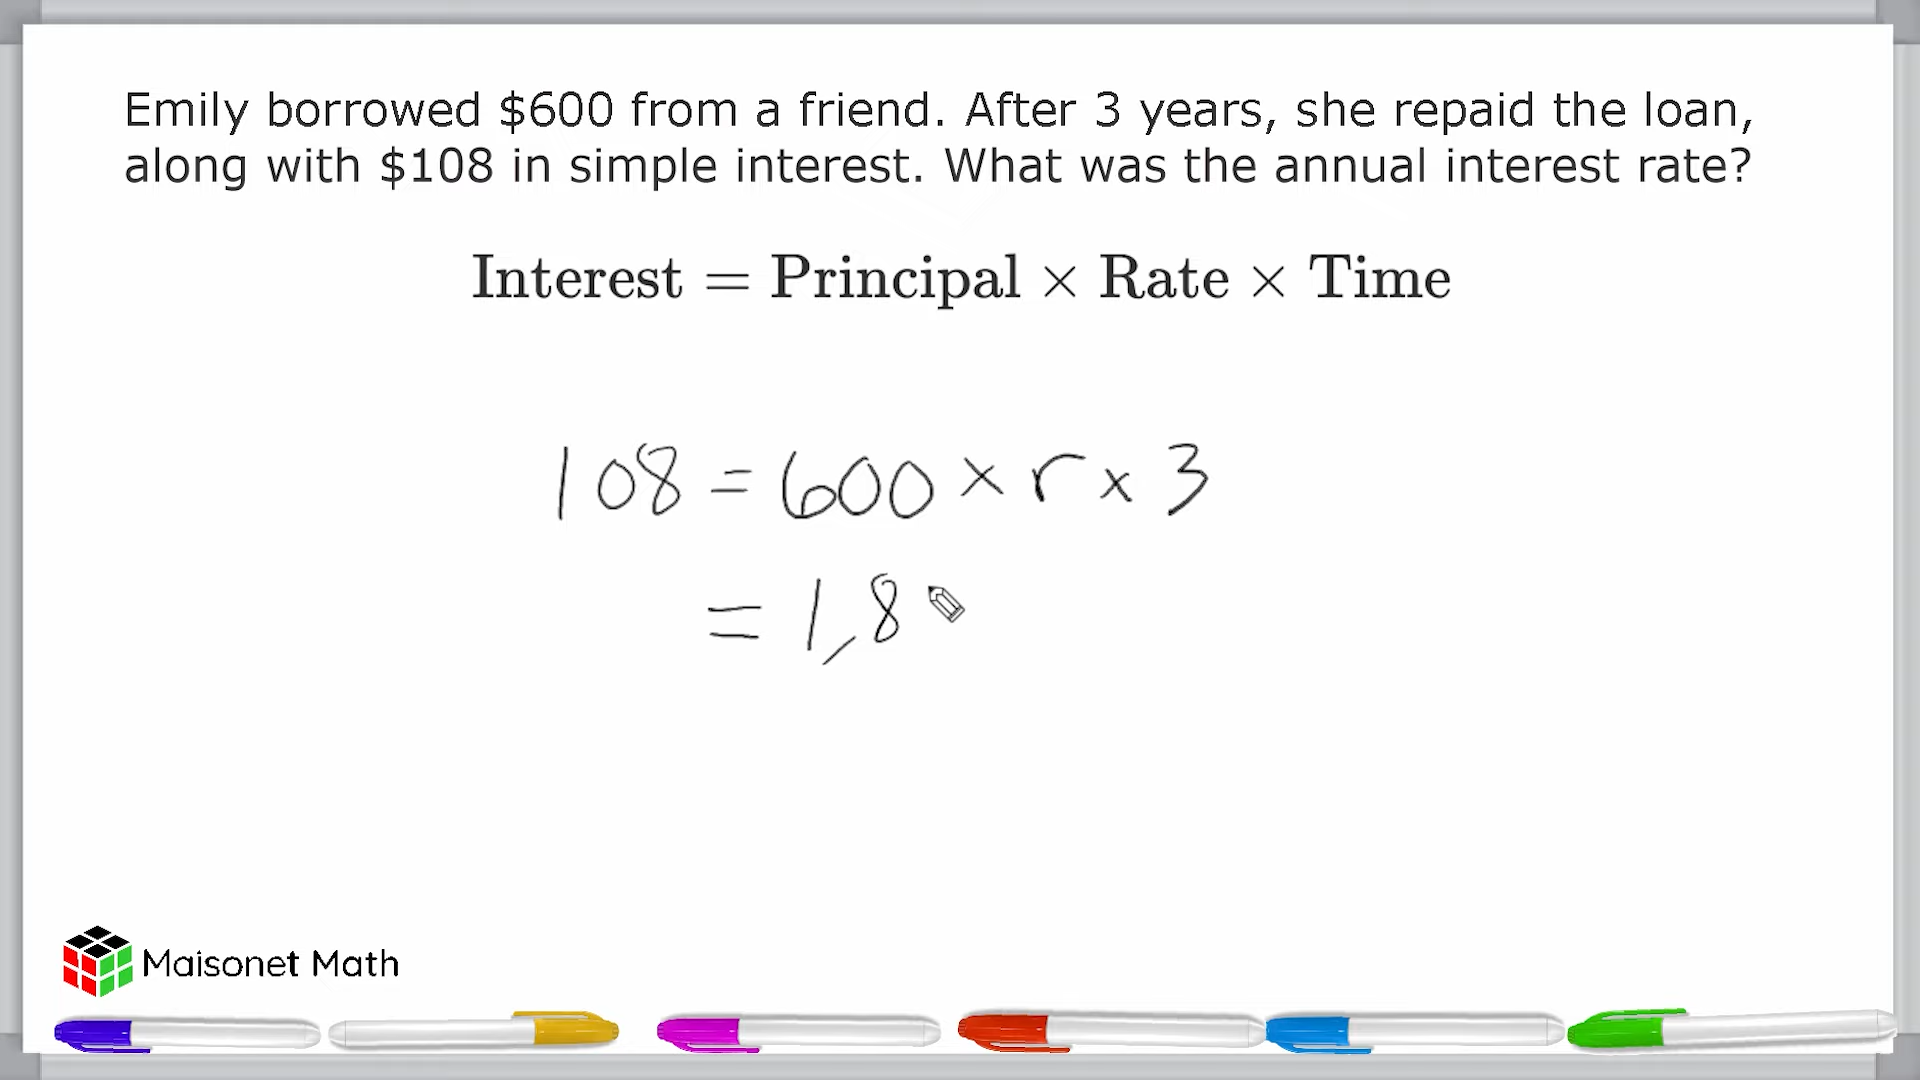 Emily borrowed $600 from a friend. After 3 years, she repaid the loan,
along with $108 in simple interest. What was the annual interest rate?
Interest = Principal × Rate × Time
108 = 600 × r × 3
= 1,8
Maisonet Math